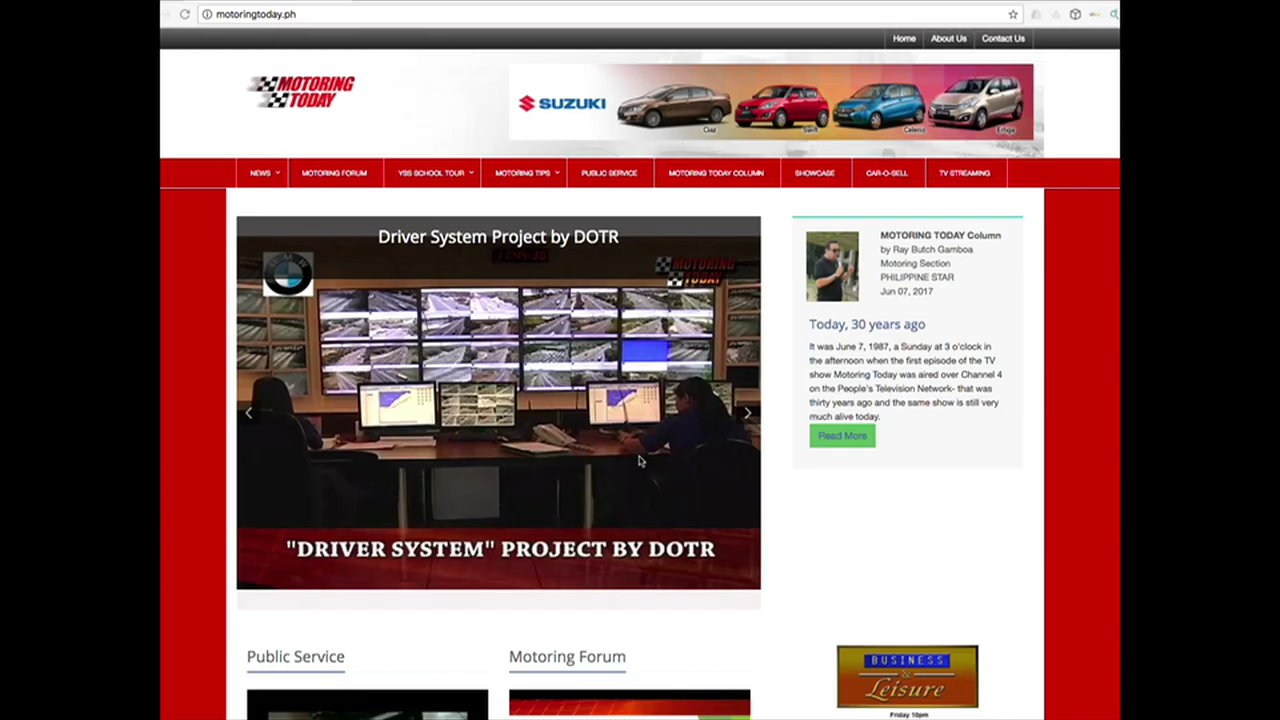 motoringtoday.ph
Home
About Us
Contact Us
MOTORING
TODAY
SUZUKI
Ciaz
Swift
Celerio
Ertiga
NEWS
MOTORING FORUM
YSS SCHOOL TOUR
MOTORING TIPS
PUBLIC SERVICE
MOTORING TODAY COLUMN
SHOWCASE
CAR-O-SELL
TV STREAMING
Driver System Project by DOTR
BMW
MOTORING
TODAY
"DRIVER SYSTEM" PROJECT BY DOTR
MOTORING TODAY Column
by Ray Butch Gamboa
Motoring Section
PHILIPPINE STAR
Jun 07, 2017
Today, 30 years ago
It was June 7, 1987, a Sunday at 3 o'clock in
the afternoon when the first episode of the TV
show Motoring Today was aired over Channel 4
on the People's Television Network- that was
thirty years ago and the same show is still very
much alive today.
Read More
Public Service
Motoring Forum
BUSINESS
&
Leisure
Friday 10pm